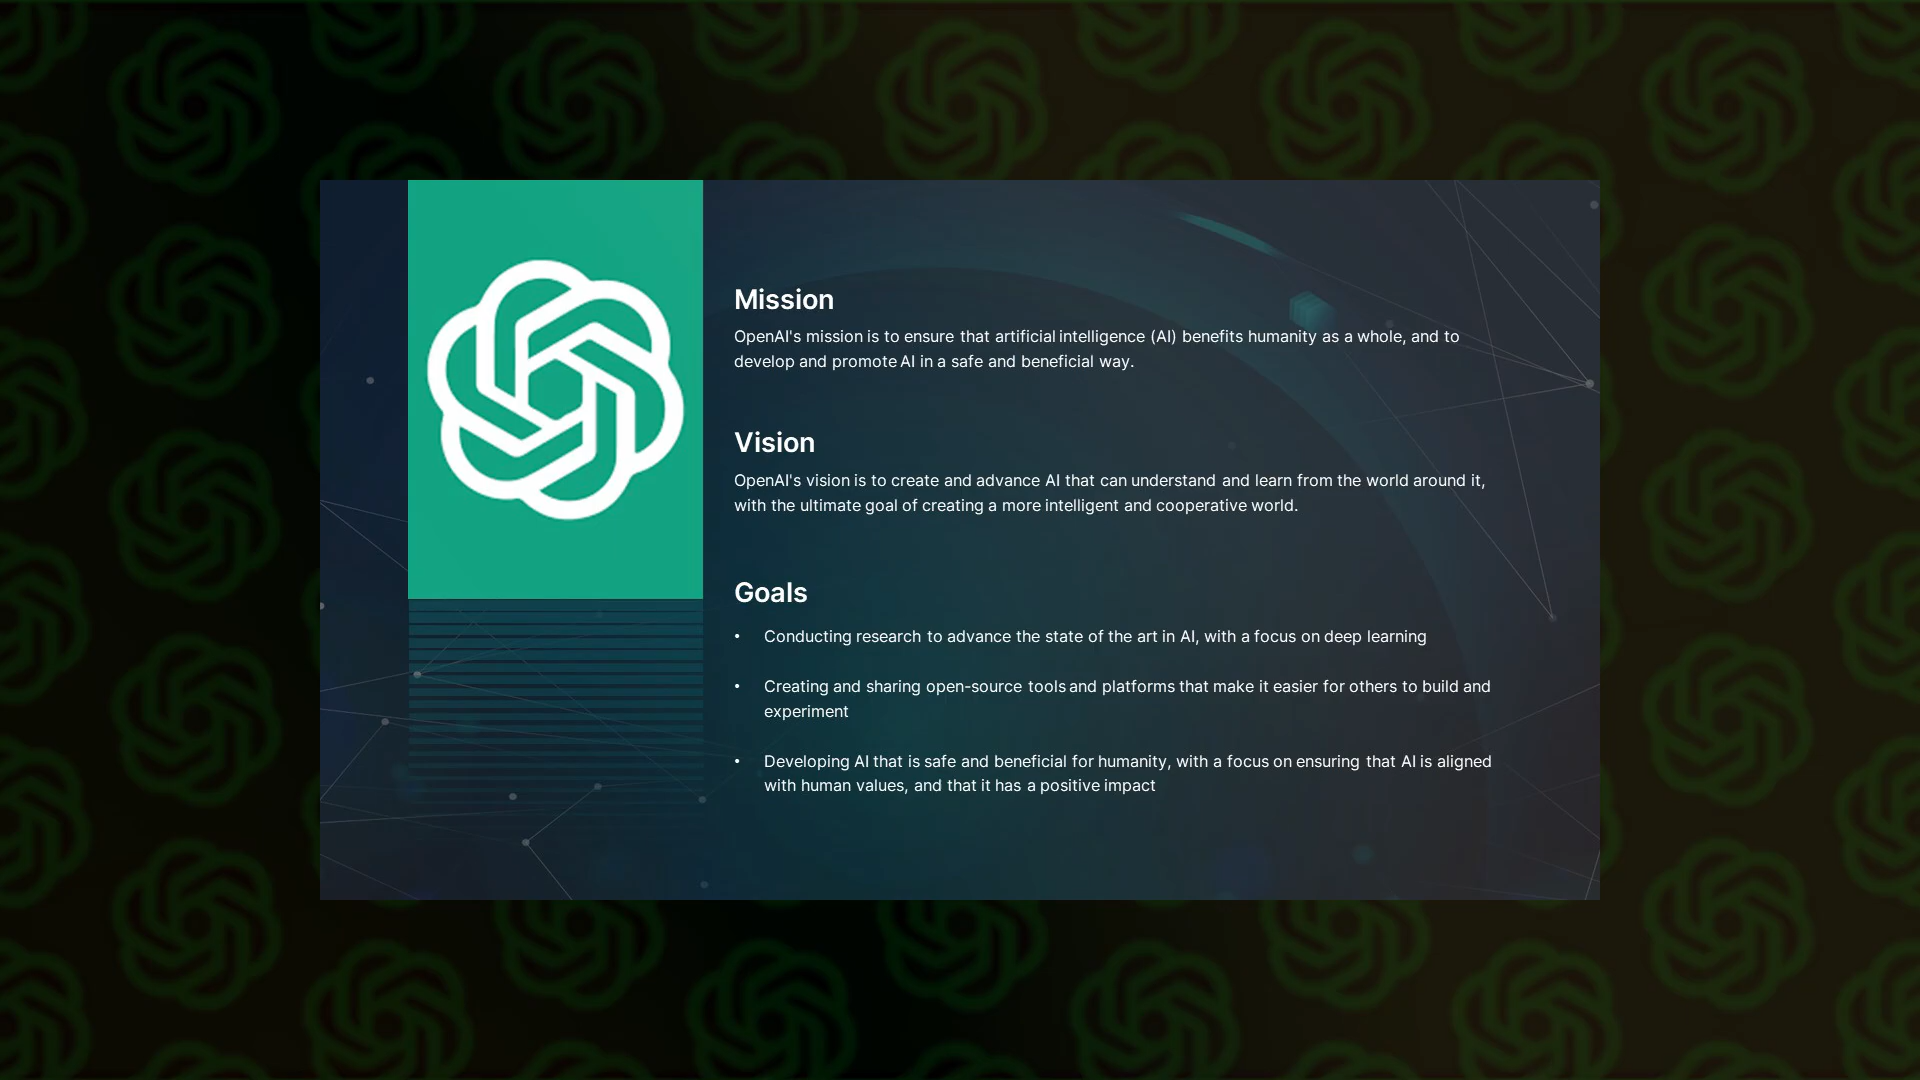 Mission
OpenAI's mission is to ensure that artificial intelligence (AI) benefits humanity as a whole, and to
develop and promote AI in a safe and beneficial way.
Vision
OpenAI's vision is to create and advance AI that can understand and learn from the world around it,
with the ultimate goal of creating a more intelligent and cooperative world.
Goals
• Conducting research to advance the state of the art in AI, with a focus on deep learning
• Creating and sharing open-source tools and platforms that make it easier for others to build and
experiment
• Developing AI that is safe and beneficial for humanity, with a focus on ensuring that AI is aligned
with human values, and that it has a positive impact